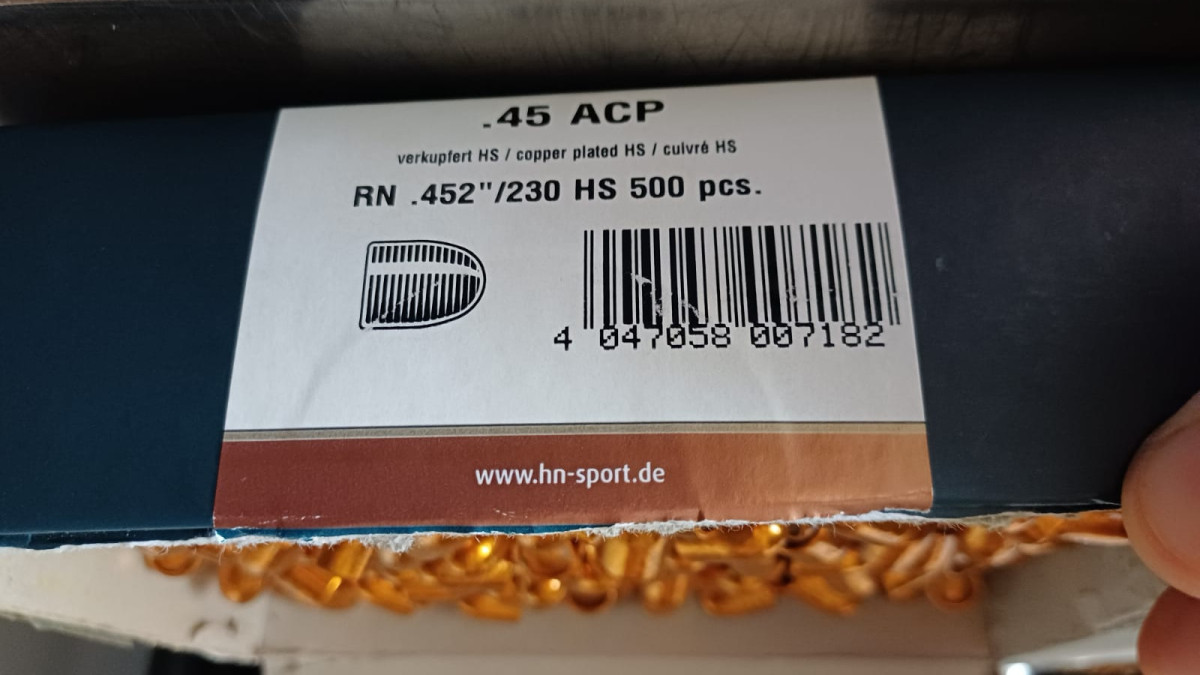 .45 ACP
verkupfert HS / copper plated HS / cuivré HS
RN .452"/230 HS 500 pcs.
4 047058 007182
www.hn-sport.de